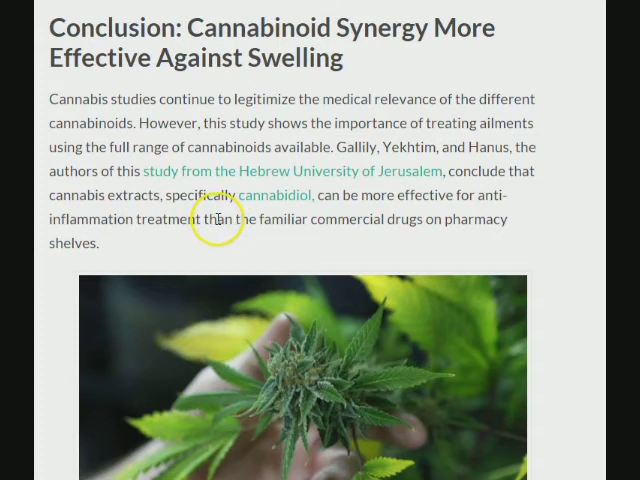 Conclusion: Cannabinoid Synergy More
Effective Against Swelling
Cannabis studies continue to legitimize the medical relevance of the different
cannabinoids. However, this study shows the importance of treating ailments
using the full range of cannabinoids available. Gallily, Yekhtim, and Hanus, the
authors of this study from the Hebrew University of Jerusalem, conclude that
cannabis extracts, specifically cannabidiol, can be more effective for anti-
inflammation treatment than the familiar commercial drugs on pharmacy
shelves.